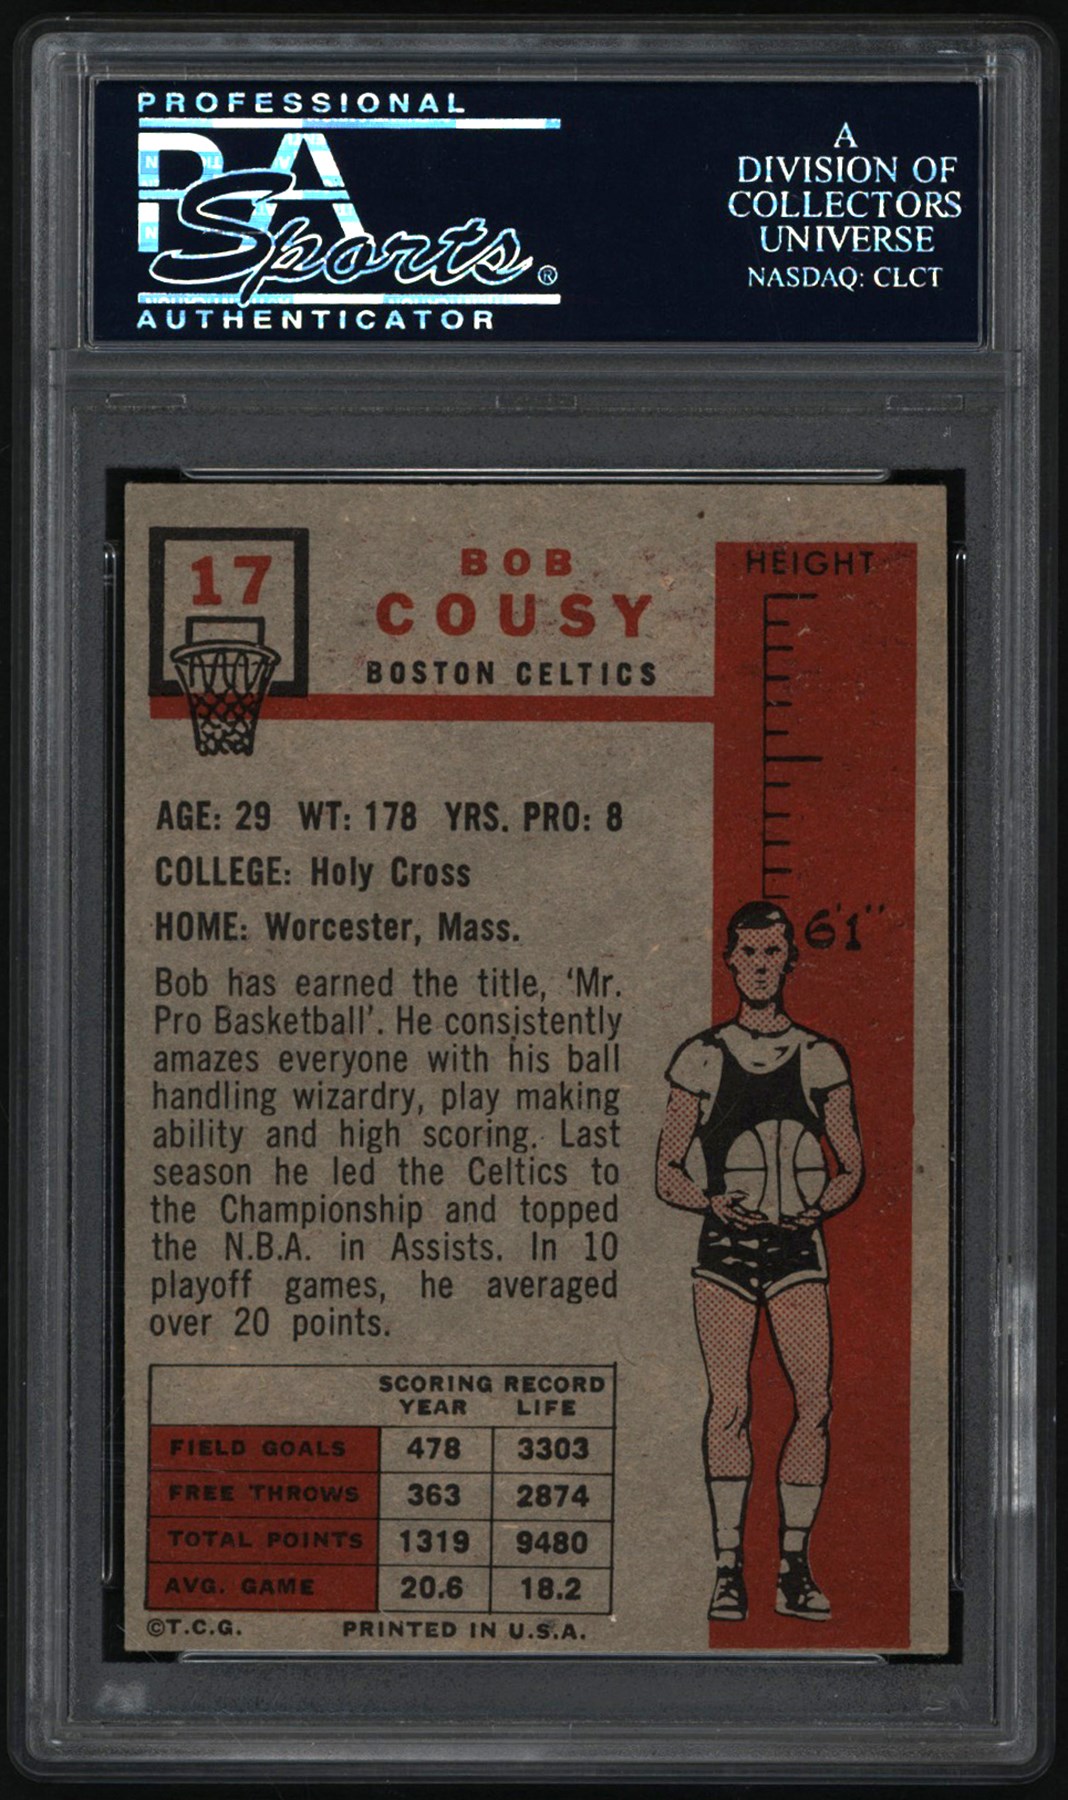 PROFESSIONAL
PSA
Sports®
AUTHENTICATOR
A
DIVISION OF
COLLECTORS
UNIVERSE
NASDAQ: CLCT
17
BOB
COUSY
BOSTON CELTICS
HEIGHT
6'1"
AGE: 29 WT: 178 YRS. PRO: 8
COLLEGE: Holy Cross
HOME: Worcester, Mass.
Bob has earned the title, 'Mr.
Pro Basketball'. He consistently
amazes everyone with his ball
handling wizardry, play making
ability and high scoring. Last
season he led the Celtics to
the Championship and topped
the N.B.A. in Assists. In 10
playoff games, he averaged
over 20 points.
SCORING RECORD
YEAR LIFE
FIELD GOALS 478 3303
FREE THROWS 363 2874
TOTAL POINTS 1319 9480
AVG. GAME 20.6 18.2
©T.C.G. PRINTED IN U.S.A.